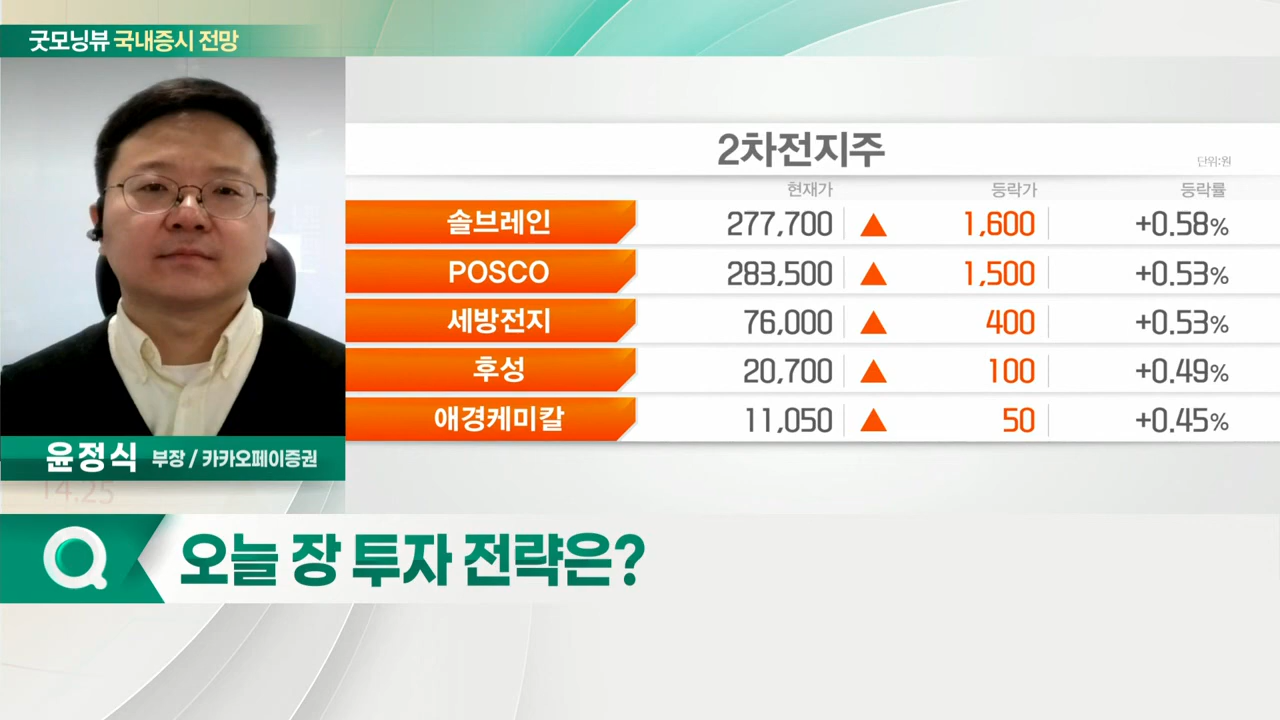 굿모닝뷰 국내증시 전망
2차전지주
단위:원
현재가 등락가 등락률
솔브레인 277,700 ▲ 1,600 +0.58%
POSCO 283,500 ▲ 1,500 +0.53%
세방전지 76,000 ▲ 400 +0.53%
후성 20,700 ▲ 100 +0.49%
애경케미칼 11,050 ▲ 50 +0.45%
윤정식 부장 / 카카오페이증권
14.25
Q 오늘 장 투자 전략은?